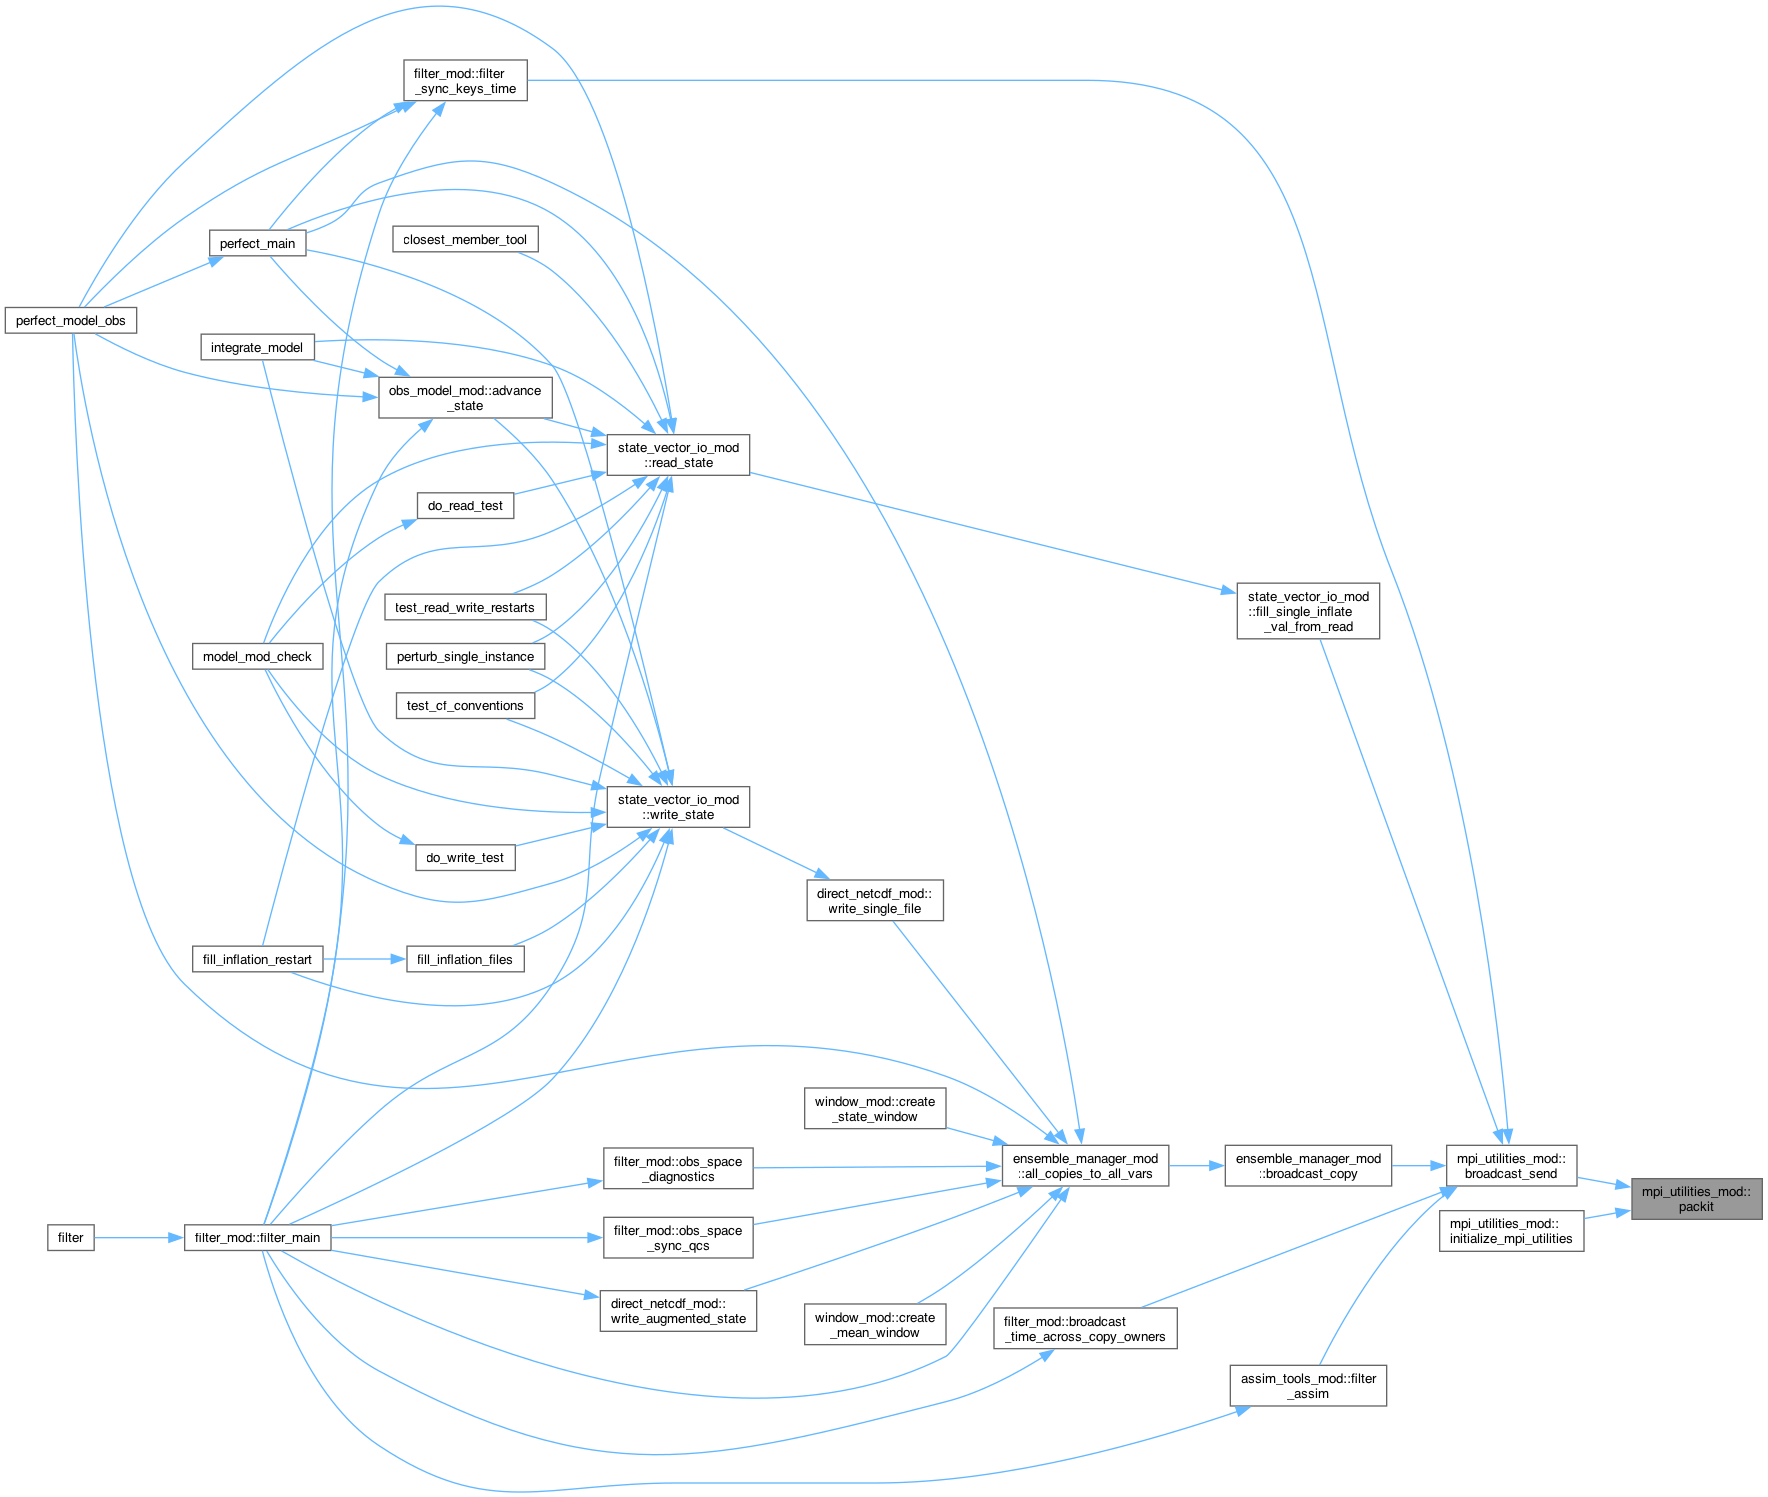 filter_mod::filter
_sync_keys_time
perfect_main
closest_member_tool
perfect_model_obs
integrate_model
obs_model_mod::advance
_state
state_vector_io_mod
::read_state
do_read_test
state_vector_io_mod
::fill_single_inflate
_val_from_read
test_read_write_restarts
model_mod_check
perturb_single_instance
test_cf_conventions
state_vector_io_mod
::write_state
do_write_test
direct_netcdf_mod::
write_single_file
fill_inflation_restart
fill_inflation_files
window_mod::create
_state_window
filter_mod::obs_space
_diagnostics
ensemble_manager_mod
::all_copies_to_all_vars
ensemble_manager_mod
::broadcast_copy
mpi_utilities_mod::
broadcast_send
mpi_utilities_mod::
packit
filter
filter_mod::filter_main
filter_mod::obs_space
_sync_qcs
mpi_utilities_mod::
initialize_mpi_utilities
direct_netcdf_mod::
write_augmented_state
window_mod::create
_mean_window
filter_mod::broadcast
_time_across_copy_owners
assim_tools_mod::filter
_assim